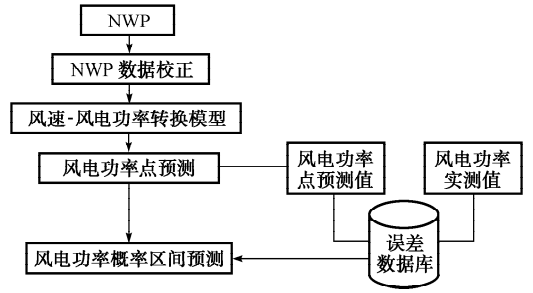 NWP
NWP 数据校正
风速-风电功率转换模型
风电功率点预测
风电功率
点预测值
风电功率
实测值
误差
数据库
风电功率概率区间预测